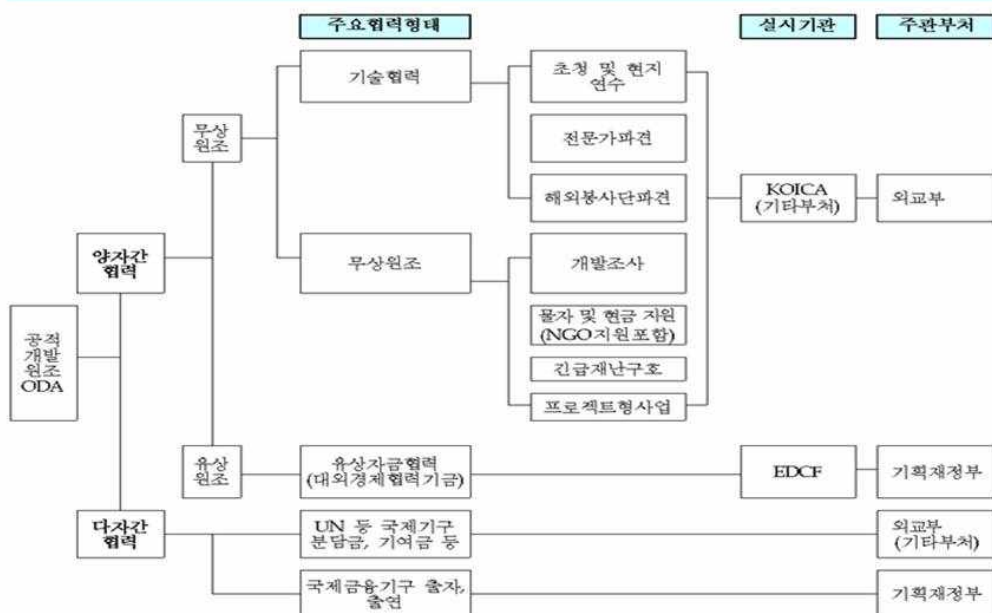 주요협력형태
실시기관
주관부처
기술협력
초청 및 현지
연수
무상
원조
전문가파견
해외봉사단파견
KOICA
(기타부처)
외교부
양자간
협력
무상원조
개발조사
공적
개발
원조
ODA
물자 및 현금 지원
(NGO지원포함)
긴급재난구호
프로젝트형사업
유상
원조
유상자금협력
(대외경제협력기금)
EDCF
기획재정부
다자간
협력
UN 등 국제기구
분담금, 기여금 등
외교부
(기타부처)
국제금융기구 출자,
출연
기획재정부